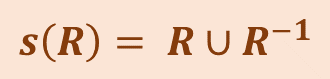 s(R) = R ∪ R⁻¹